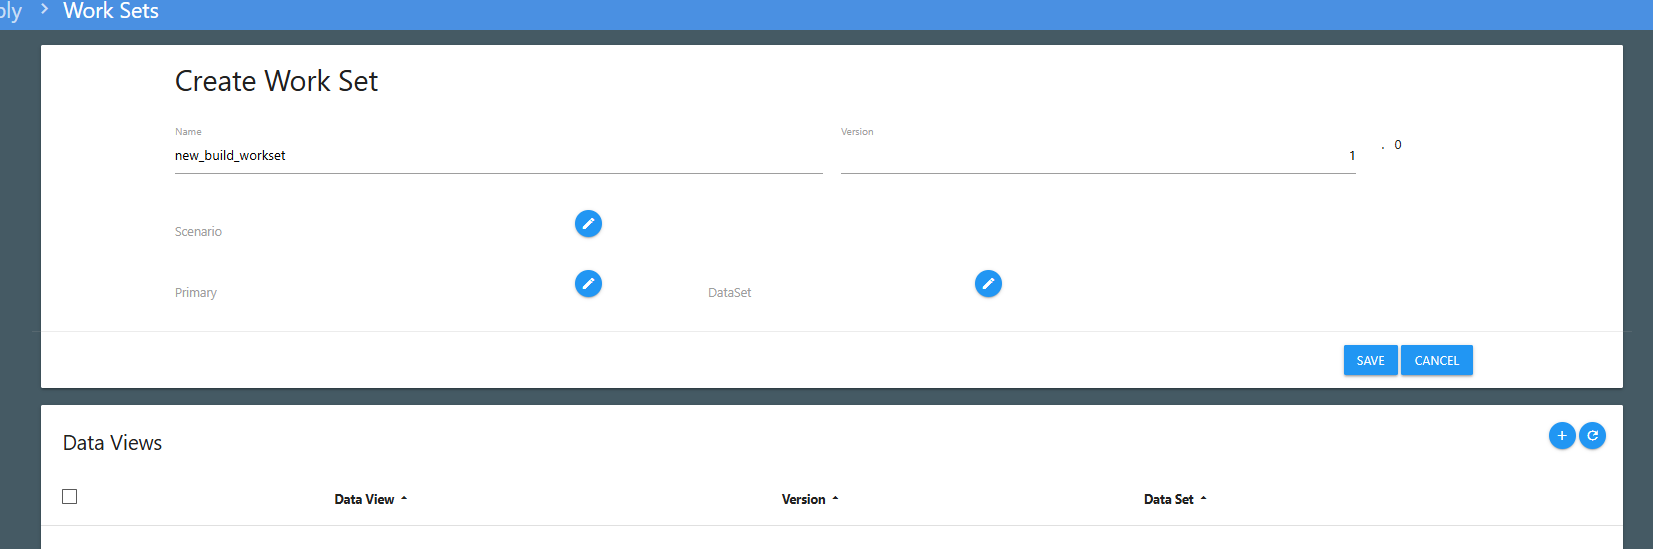 Work Sets
Create Work Set
Name
Version
new_build_workset
1 . 0
Scenario
Primary
DataSet
SAVE CANCEL
Data Views
Data View Version Data Set